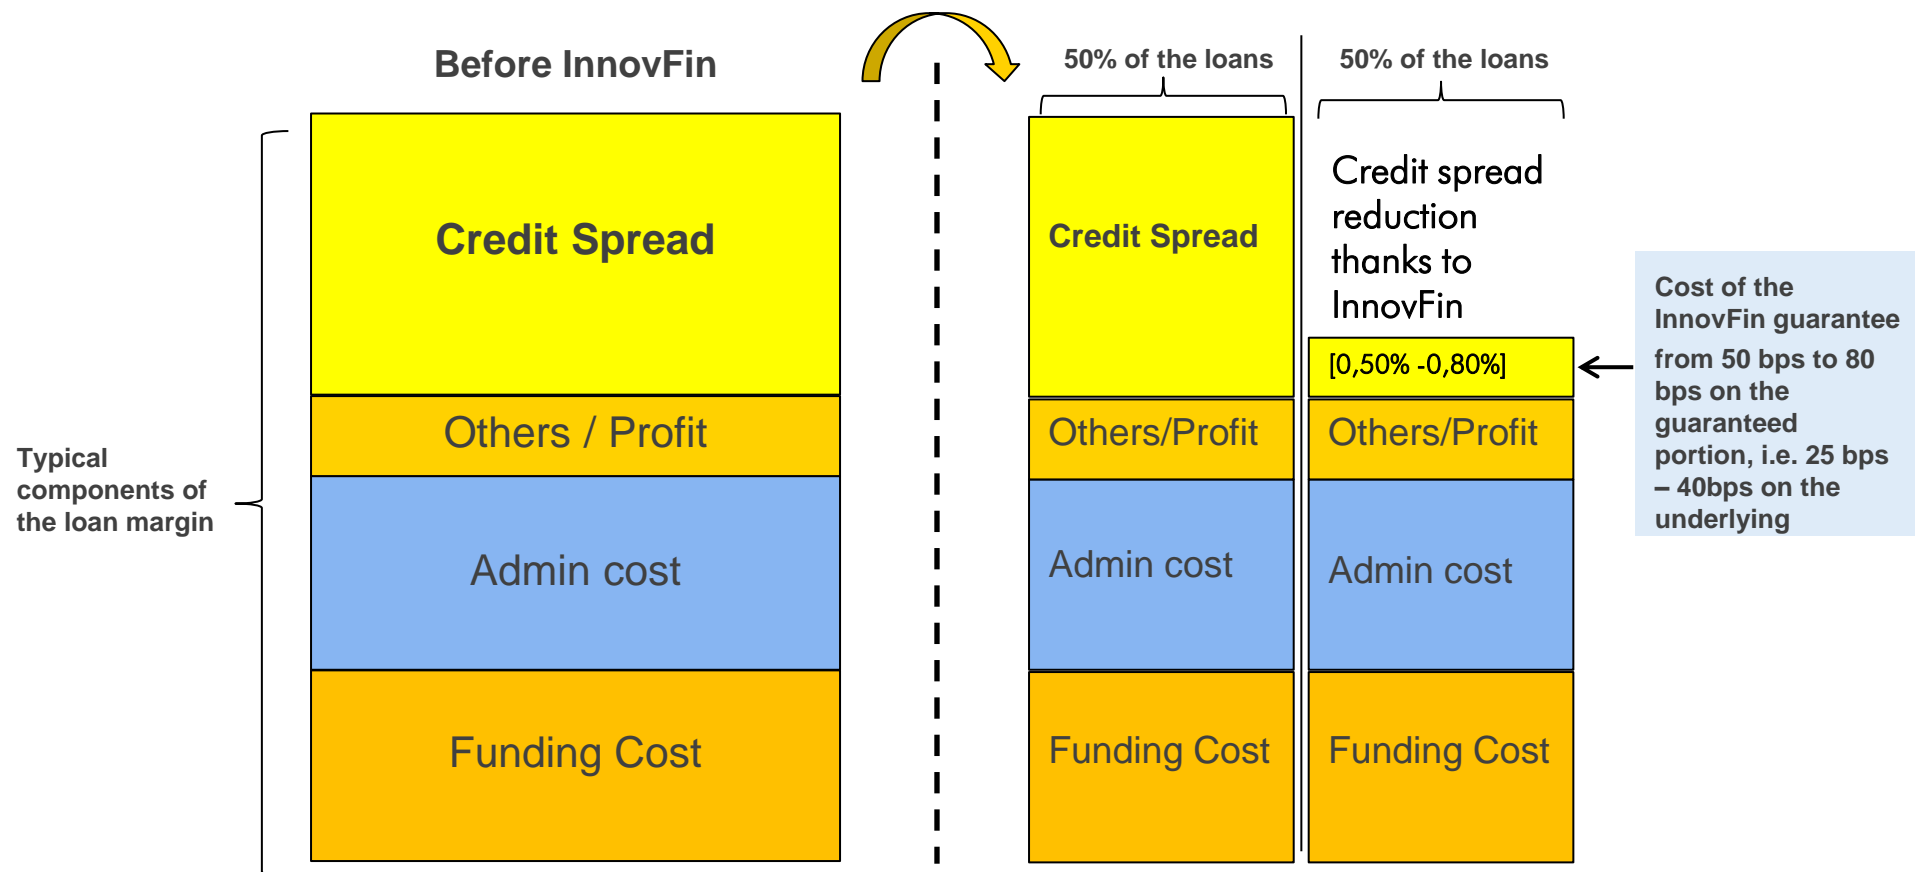 Before InnovFin
50% of the loans
50% of the loans
Typical
components of
the loan margin
Credit Spread
Others / Profit
Admin cost
Funding Cost
Credit Spread
Others/Profit
Admin cost
Funding Cost
Credit spread
reduction
thanks to
InnovFin
[0,50% -0,80%]
Others/Profit
Admin cost
Funding Cost
Cost of the
InnovFin guarantee
from 50 bps to 80
bps on the
guaranteed
portion, i.e. 25 bps
– 40bps on the
underlying